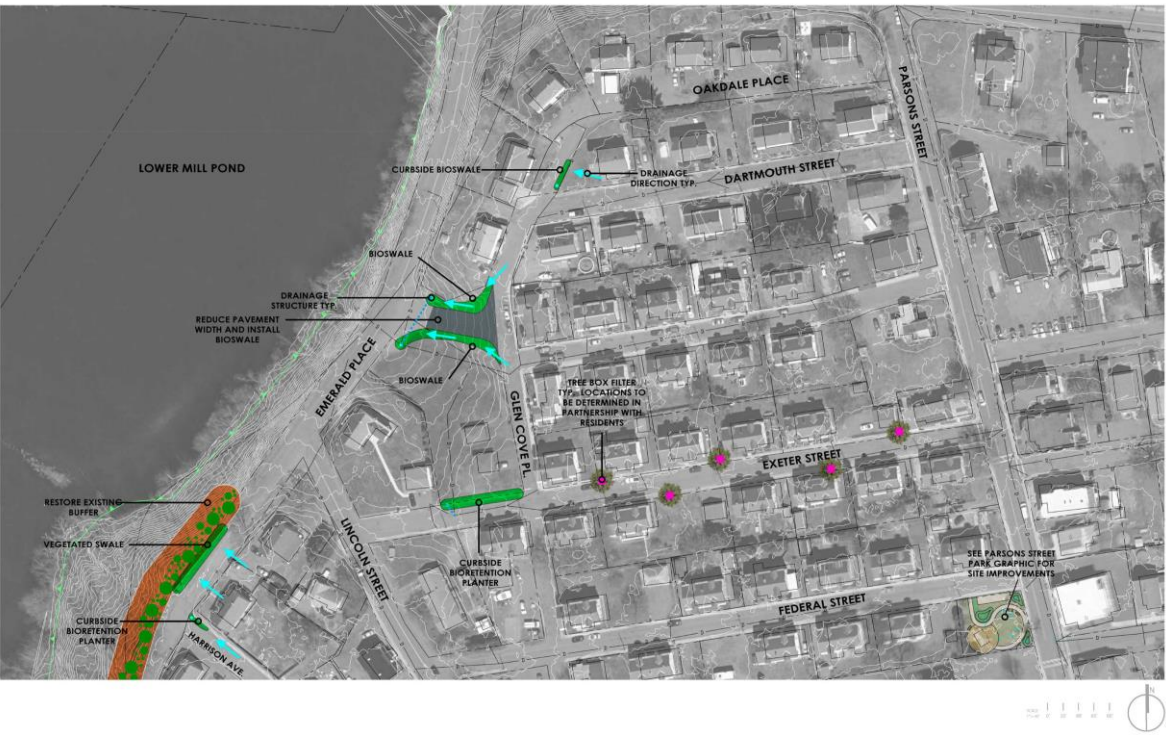 OAKDALE PLACE
PARSONS STREET
LOWER MILL POND
CURBSIDE BIOSWALE
DRAINAGE
DIRECTION TYP.
DARTMOUTH STREET
BIOSWALE
DRAINAGE
STRUCTURE TYP.
REDUCE PAVEMENT
WIDTH AND INSTALL
BIOSWALE
EMERALD PLACE
BIOSWALE
GLEN COVE PL
TREE BOX FILTER
TYP. LOCATIONS TO
BE DETERMINED IN
PARTNERSHIP WITH
RESIDENTS
EXETER STREET
RESTORE EXISTING
BUFFER
VEGETATED SWALE
LINCOLN STREET
CURBSIDE
BIORETENTION
PLANTER
SEE PARSONS STREET
PARK GRAPHIC FOR
SITE IMPROVEMENTS
FEDERAL STREET
CURBSIDE
BIORETENTION
PLANTER
HARRISON AVE.
N